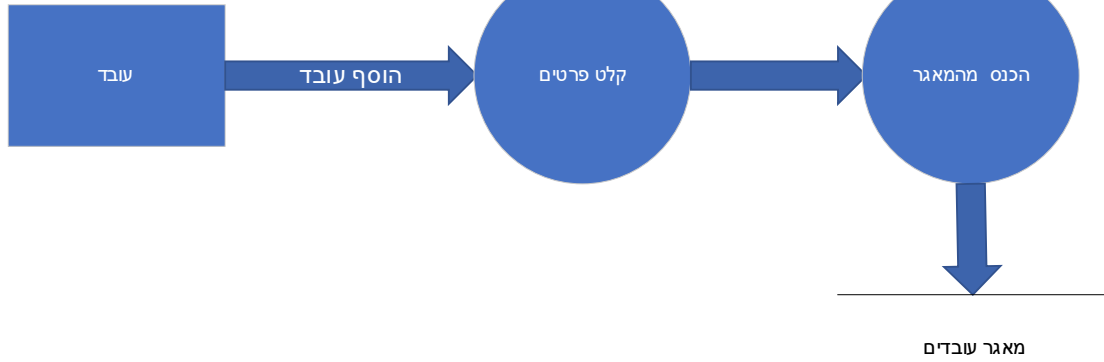 עובד
הוסף עובד
קלט פרטים
הכנס מהמאגר
מאגר עובדים